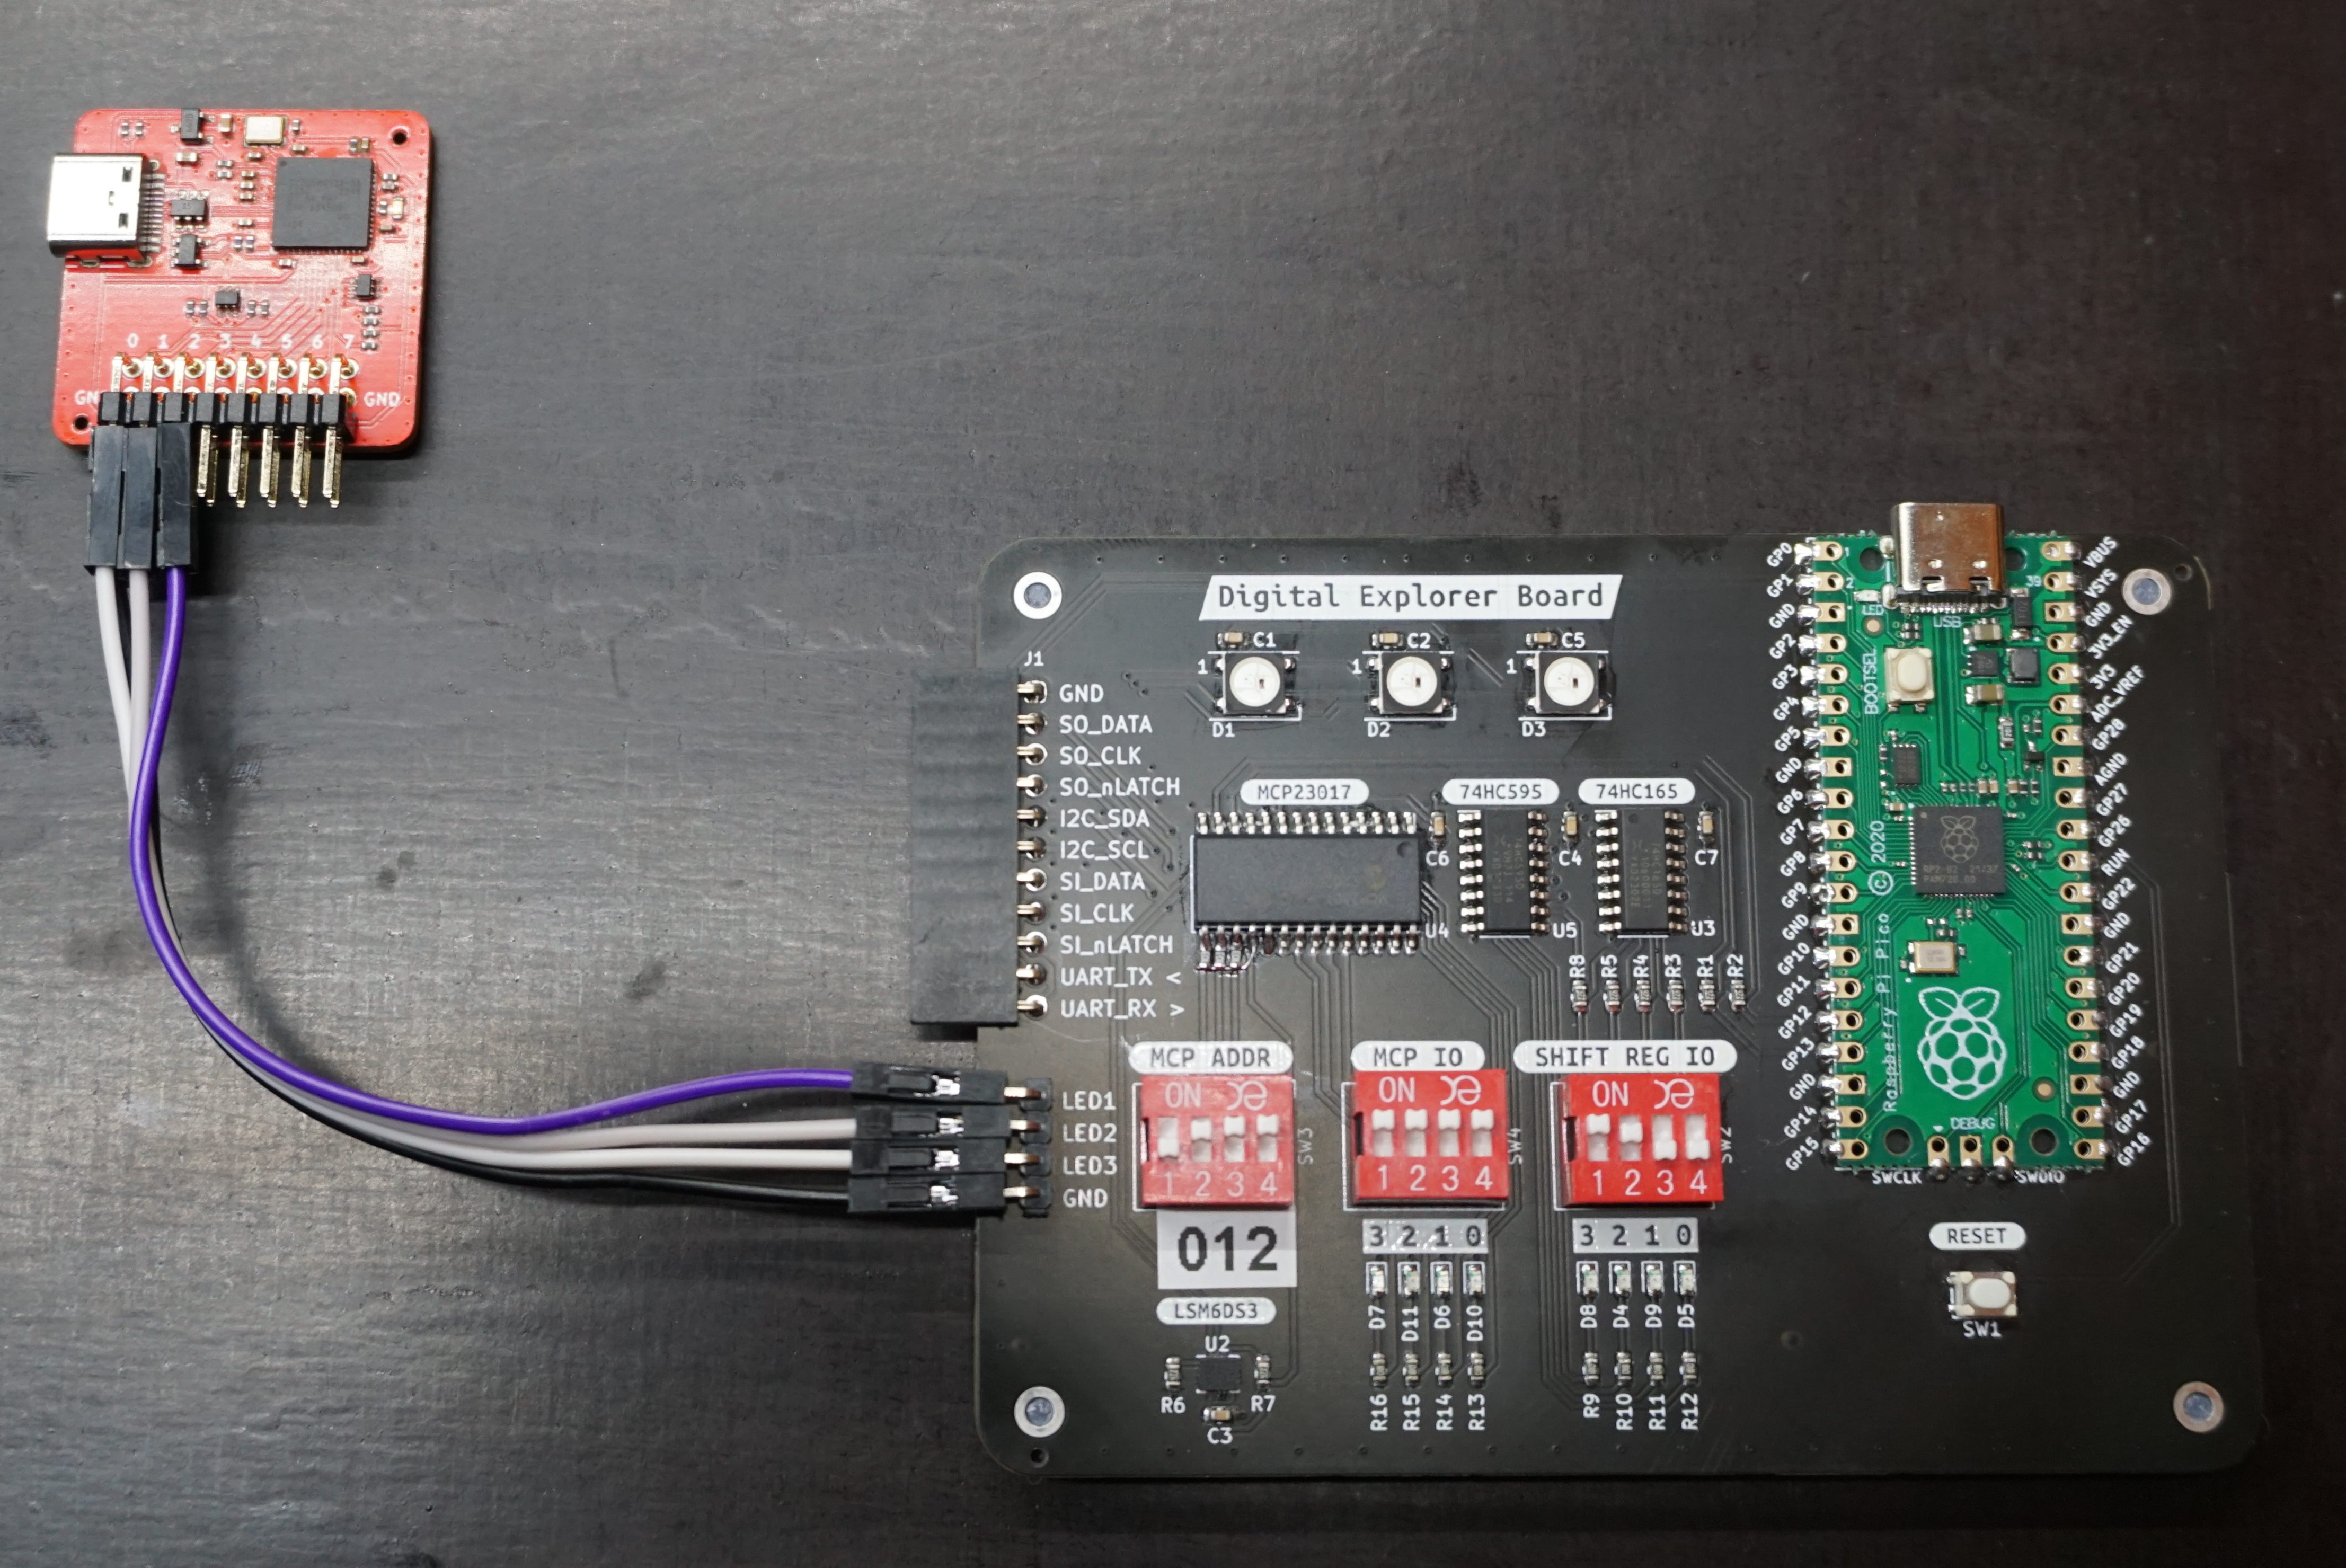 0 1 2 3 4 5 6 7
GN
GND
Digital Explorer Board
C1
C2
C5
1
1
1
D1
D2
D3
J1
GND
SO_DATA
SO_CLK
SO_nLATCH
I2C_SDA
I2C_SCL
SI_DATA
SI_CLK
SI_nLATCH
UART_TX <
UART_RX >
MCP23017
74HC595
74HC165
C6
C4
C7
U4
U5
U3
R8
R5
R4
R3
R1
R2
LED1
LED2
LED3
GND
MCP ADDR
MCP IO
SHIFT REG IO
ON
1 2 3 4
SW3
ON
1 2 3 4
SW4
ON
1 2 3 4
SW2
012
3 2 1 0
3 2 1 0
D7
D11
D6
D10
D8
D4
D9
D5
R16
R15
R14
R13
R9
R10
R11
R12
LSM6DS3
U2
R6
R7
C3
GP0
GP1
GND
GP2
GP3
GP4
GP5
GND
GP6
GP7
GP8
GP9
GND
GP10
GP11
GP12
GP13
GND
GP14
GP15
1
2
39
LED
USB
BOOTSEL
Raspberry Pi Pico © 2020
DEBUG
SWCLK
SWDIO
VBUS
VSYS
GND
3V3_EN
3V3
ADC_VREF
GP28
AGND
GP27
GP26
RUN
GP22
GND
GP21
GP20
GP19
GP18
GND
GP17
GP16
RESET
SW1